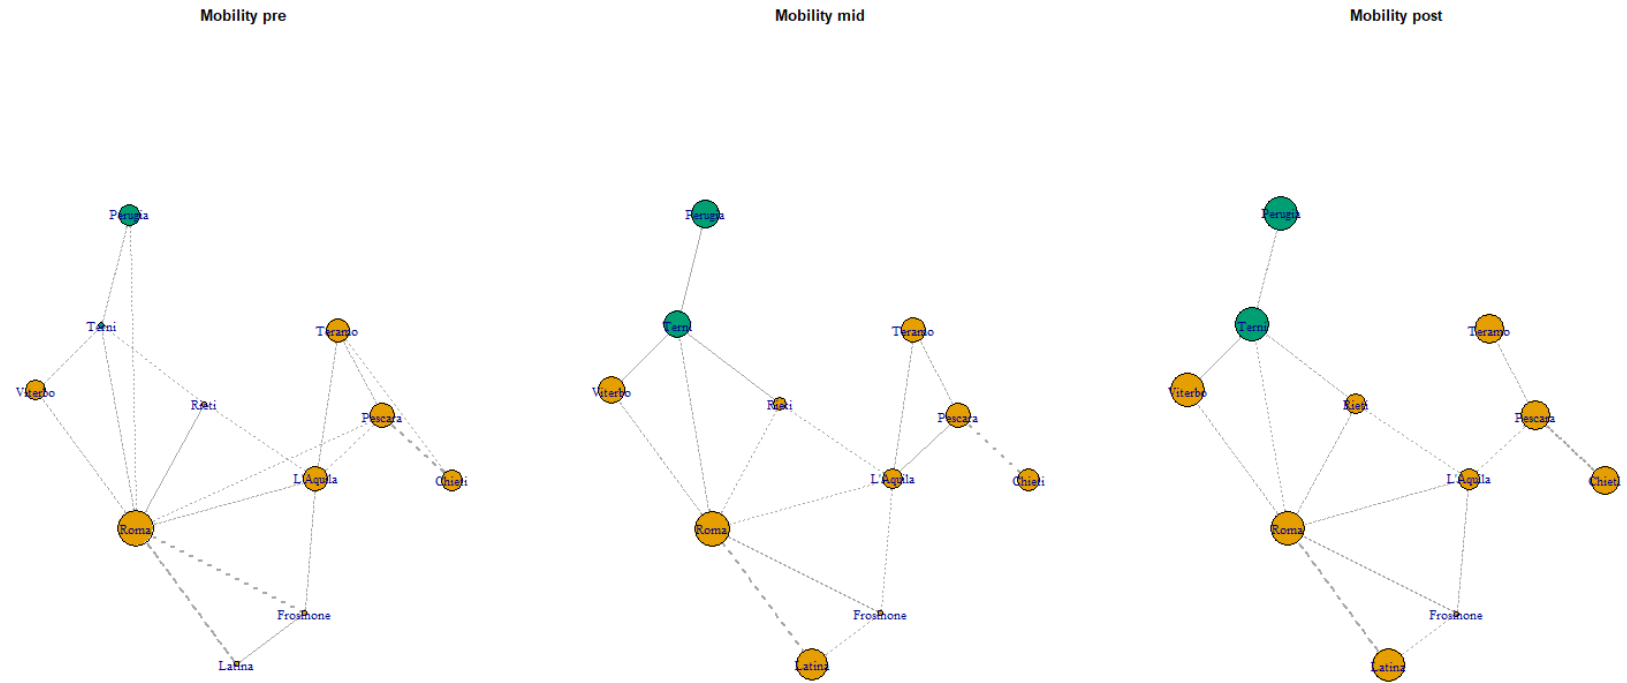 Mobility pre
Perugia
Terni
Teramo
Viterbo
Rieti
Pescara
L'Aquila
Chieti
Roma
Frosinone
Latina
Mobility mid
Perugia
Terni
Teramo
Viterbo
Rieti
Pescara
L'Aquila
Chieti
Roma
Frosinone
Latina
Mobility post
Perugia
Terni
Teramo
Viterbo
Rieti
Pescara
L'Aquila
Chieti
Roma
Frosinone
Latina